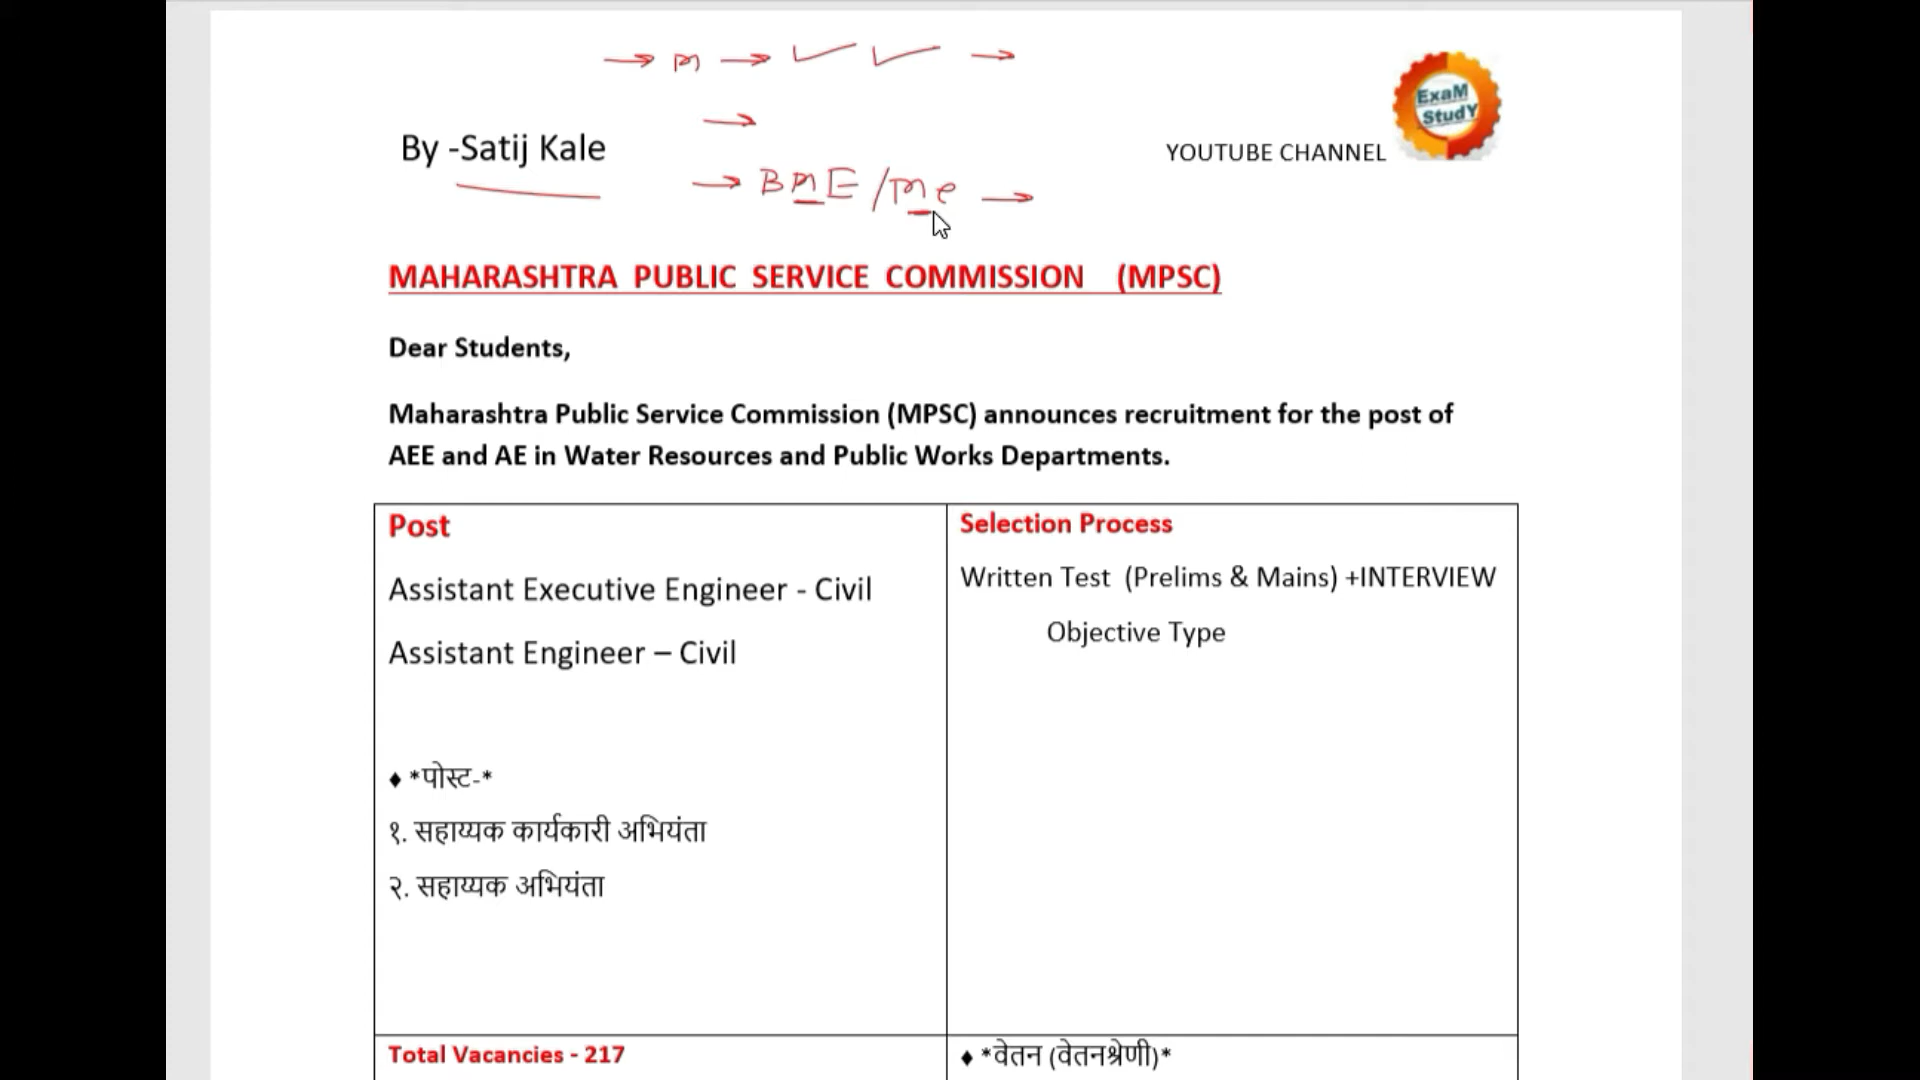 → m → ✓ ✓ →
→
By -Satij Kale
YOUTUBE CHANNEL
ExaM
StudY
→ BME/me →
MAHARASHTRA PUBLIC SERVICE COMMISSION (MPSC)
Dear Students,
Maharashtra Public Service Commission (MPSC) announces recruitment for the post of
AEE and AE in Water Resources and Public Works Departments.
Post
Assistant Executive Engineer - Civil
Assistant Engineer – Civil
♦ *पोस्ट-*
१. सहाय्यक कार्यकारी अभियंता
२. सहाय्यक अभियंता
Selection Process
Written Test (Prelims & Mains) +INTERVIEW
Objective Type
Total Vacancies - 217
♦ *वेतन (वेतनश्रेणी)*